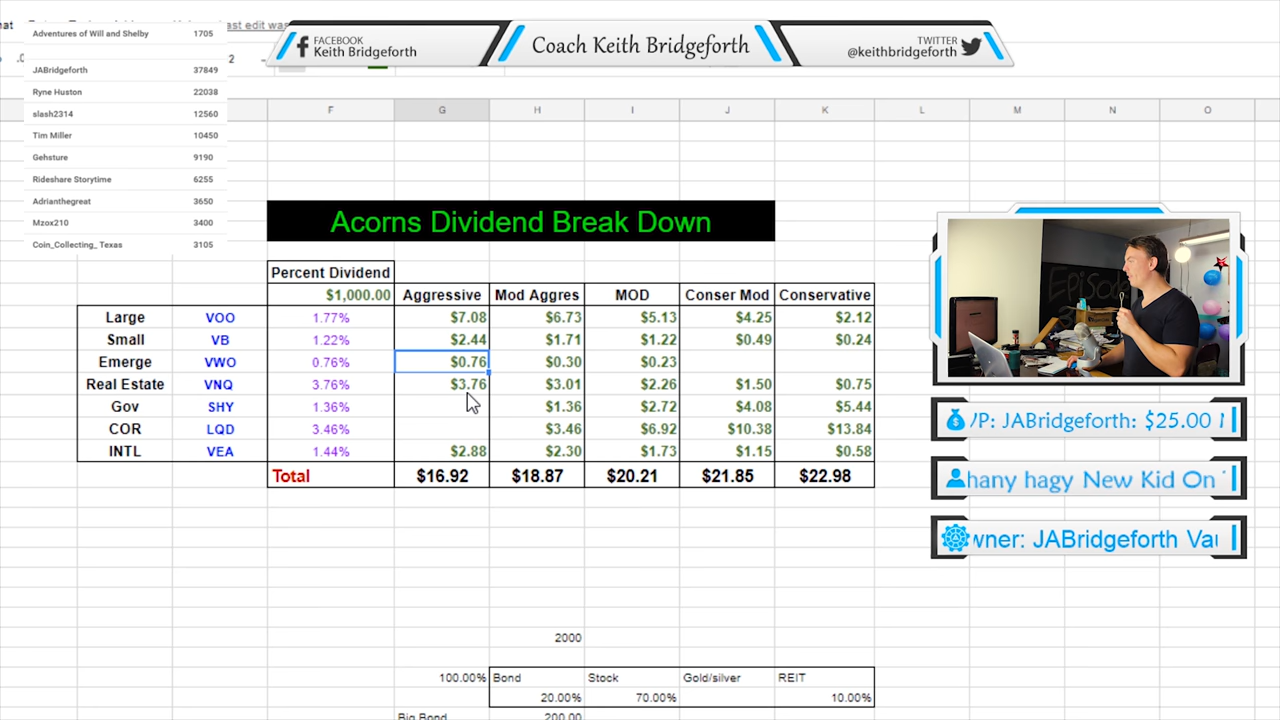 ast edit was
Adventures of Will and Shelby 1705
JABridgeforth 37849
Ryne Huston 22038
slash2314 12560
Tim Miller 10450
Gehsture 9190
Rideshare Storytime 6255
Adrianthegreat 3650
Mzox210 3400
Coin_Collecting_ Texas 3105
FACEBOOK
Keith Bridgeforth
Coach Keith Bridgeforth
TWITTER
@keithbridgeforth
F G H I J K L M N O
Acorns Dividend Break Down
Percent Dividend
$1,000.00 Aggressive Mod Aggres MOD Conser Mod Conservative
Large VOO 1.77% $7.08 $6.73 $5.13 $4.25 $2.12
Small VB 1.22% $2.44 $1.71 $1.22 $0.49 $0.24
Emerge VWO 0.76% $0.76 $0.30 $0.23
Real Estate VNQ 3.76% $3.76 $3.01 $2.26 $1.50 $0.75
Gov SHY 1.36% $1.36 $2.72 $4.08 $5.44
COR LQD 3.46% $3.46 $6.92 $10.38 $13.84
INTL VEA 1.44% $2.88 $2.30 $1.73 $1.15 $0.58
Total $16.92 $18.87 $20.21 $21.85 $22.98
Episode
VP: JABridgeforth: $25.00
hany hagy New Kid On
wner: JABridgeforth Vau
2000
100.00% Bond Stock Gold/silver REIT
20.00% 70.00% 10.00%
Big Bond 200.00